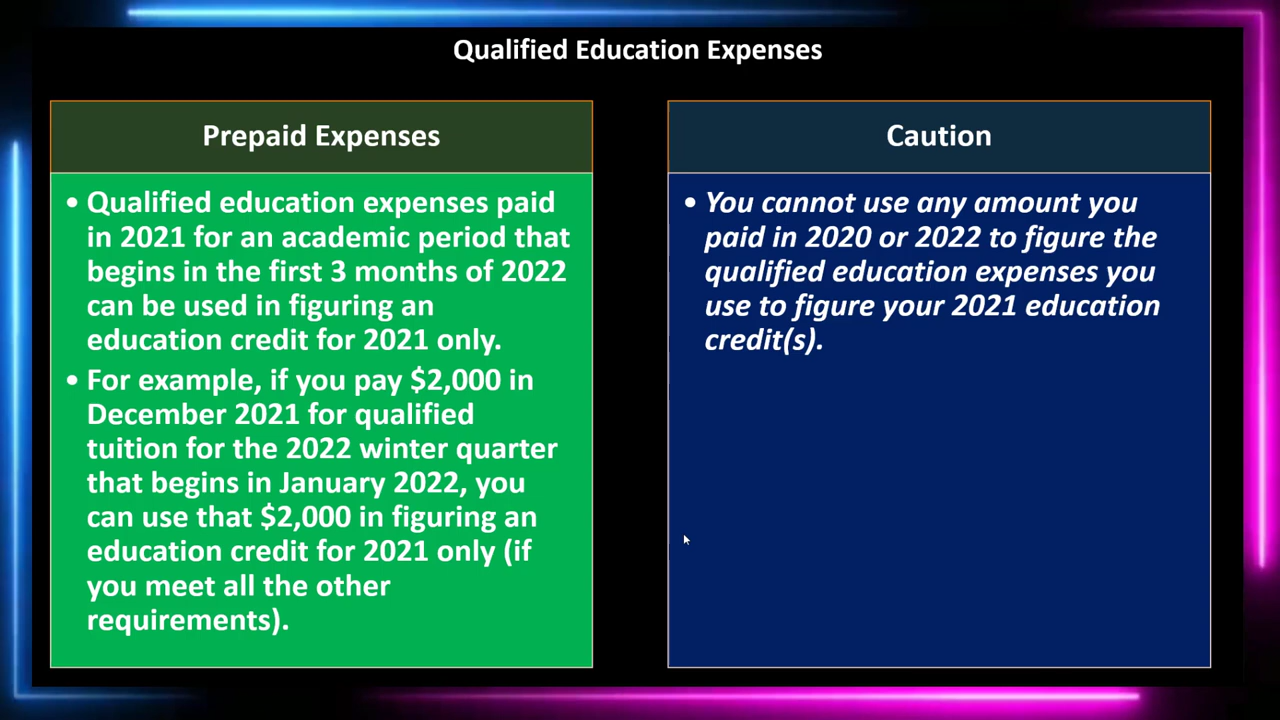 Qualified Education Expenses
Prepaid Expenses
• Qualified education expenses paid
in 2021 for an academic period that
begins in the first 3 months of 2022
can be used in figuring an
education credit for 2021 only.
• For example, if you pay $2,000 in
December 2021 for qualified
tuition for the 2022 winter quarter
that begins in January 2022, you
can use that $2,000 in figuring an
education credit for 2021 only (if
you meet all the other
requirements).
Caution
• You cannot use any amount you
paid in 2020 or 2022 to figure the
qualified education expenses you
use to figure your 2021 education
credit(s).